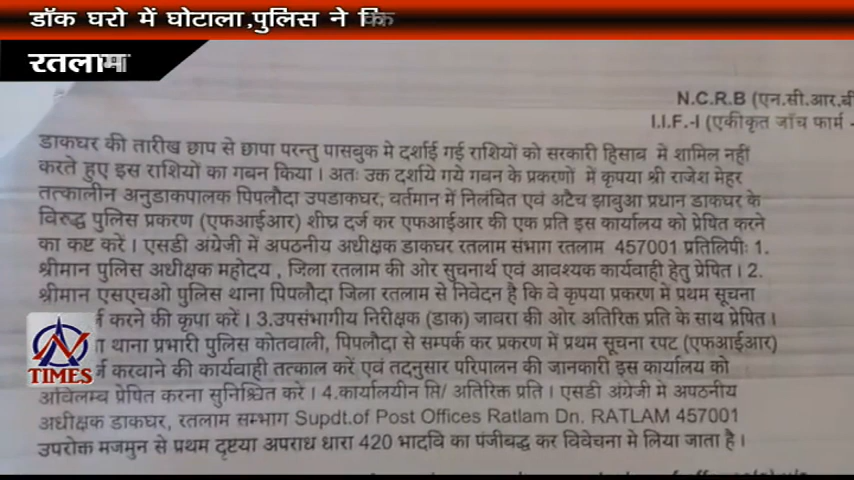 डॉक घरो में घोटाला,पुलिस ने कि
रतलाम
N.C.R.B (एन.सी.आर.बी
I.I.F.-I (एकीकृत जाँच फार्म -
डाकघर की तारीख छाप से छापा परन्तु पासबुक मे दर्शाई गई राशियों को सरकारी हिसाब में शामिल नहीं
करते हुए इस राशियों का गबन किया। अतः उक्त दर्शाये गये गबन के प्रकरणों में कृपया श्री राजेश मेहर
तत्कालीन अनुडाकपालक पिपलौदा उपडाकघर, वर्तमान में निलंबित एवं अटैच झाबुआ प्रधान डाकघर के
विरुद्ध पुलिस प्रकरण (एफआईआर) शीघ्र दर्ज कर एफआईआर की एक प्रति इस कार्यालय को प्रेषित करने
का कष्ट करें। एसडी अंग्रेजी में अपठनीय अधीक्षक डाकघर रतलाम संभाग रतलाम 457001 प्रतिलिपिः 1.
श्रीमान पुलिस अधीक्षक महोदय , जिला रतलाम की ओर सुचनार्थ एवं आवश्यक कार्यवाही हेतु प्रेषित। 2.
श्रीमान एसएचओ पुलिस थाना पिपलौदा जिला रतलाम से निवेदन है कि वे कृपया प्रकरण में प्रथम सूचना
करने की कृपा करें। 3.उपसंभागीय निरीक्षक (डाक) जावरा की ओर अतिरिक्त प्रति के साथ प्रेषित।
थाना प्रभारी पुलिस कोतवाली, पिपलौदा से सम्पर्क कर प्रकरण में प्रथम सूचना रपट (एफआईआर)
करवाने की कार्यवाही तत्काल करें एवं तद्नुसार परिपालन की जानकारी इस कार्यालय को
अविलम्ब प्रेषित करना सुनिश्चित करें। 4.कार्यालयीन प्ति/ अतिरिक्त प्रति। एसडी अंग्रेजी में अपठनीय
अधीक्षक डाकघर, रतलाम सम्भाग Supdt.of Post Offices Ratlam Dn. RATLAM 457001
उपरोक्त मजमुन से प्रथम दृष्टया अपराध धारा 420 भादवि का पंजीबद्ध कर विवेचना मे लिया जाता है।
TIMES